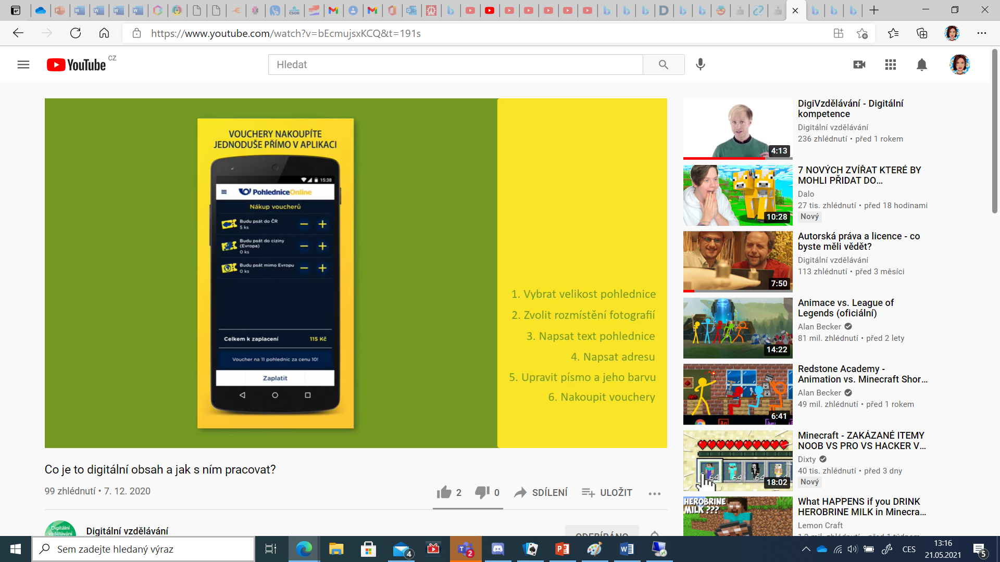 https://www.youtube.com/watch?v=bEcmujsxKCQ&t=191s
YouTube CZ
Hledat
VOUCHERY NAKOUPÍTE
JEDNODUŠE PŘÍMO V APLIKACI
15:38
PohledniceOnline
Nákup voucherů
Budu psát do ČR
5 ks
Budu psát do ciziny
(Evropa)
0 ks
Budu psát mimo Evropu
0 ks
Celkem k zaplacení 115 Kč
Voucher na 11 pohlednic za cenu 10!
Zaplatit
1. Vybrat velikost pohlednice
2. Zvolit rozmístění fotografií
3. Napsat text pohlednice
4. Napsat adresu
5. Upravit písmo a jeho barvu
6. Nakoupit vouchery
Co je to digitální obsah a jak s ním pracovat?
99 zhlédnutí • 7. 12. 2020
2 0 SDÍLENÍ ULOŽIT
Digitální
vzdělávání
Digitální vzdělávání
ODEBÍRÁNO
4:13
DigiVzdělávání - Digitální
kompetence
Digitální vzdělávání
236 zhlédnutí • před 1 rokem
10:28
7 NOVÝCH ZVÍŘAT KTERÉ BY
MOHLI PŘIDAT DO...
Dalo
27 tis. zhlédnutí • před 18 hodinami
Nový
7:50
Autorská práva a licence - co
byste měli vědět?
Digitální vzdělávání
113 zhlédnutí • před 3 měsíci
14:22
Animace vs. League of
Legends (oficiální)
Alan Becker
81 mil. zhlédnutí • před 2 lety
6:41
Redstone Academy -
Animation vs. Minecraft Shor...
Alan Becker
49 mil. zhlédnutí • před 1 rokem
64 64 64 64
18:02
Minecraft - ZAKÁZANÉ ITEMY
NOOB VS PRO VS HACKER V...
Dixty
40 tis. zhlédnutí • před 3 dny
Nový
HEROBRINE
MILK ???
What HAPPENS if you DRINK
HEROBRINE MILK in Minecra...
Lemon Craft
1,2 mil. zhlédnutí • před 1 týdnem
Sem zadejte hledaný výraz
4
2
CES
13:16
21.05.2021
5